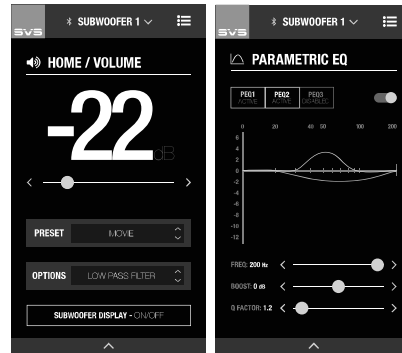 SVS
SUBWOOFER 1
HOME / VOLUME
-22
dB
PRESET MOVIE
OPTIONS LOW PASS FILTER
SUBWOOFER DISPLAY - ON/OFF
SVS
SUBWOOFER 1
PARAMETRIC EQ
PEQ1 PEQ2 PEQ3
ACTIVE ACTIVE DISABLED
0 20 40 50 100 200
6
4
2
0
-2
-4
-6
-8
-10
-12
FREQ: 200 Hz
BOOST: 0 dB
Q FACTOR: 1.2